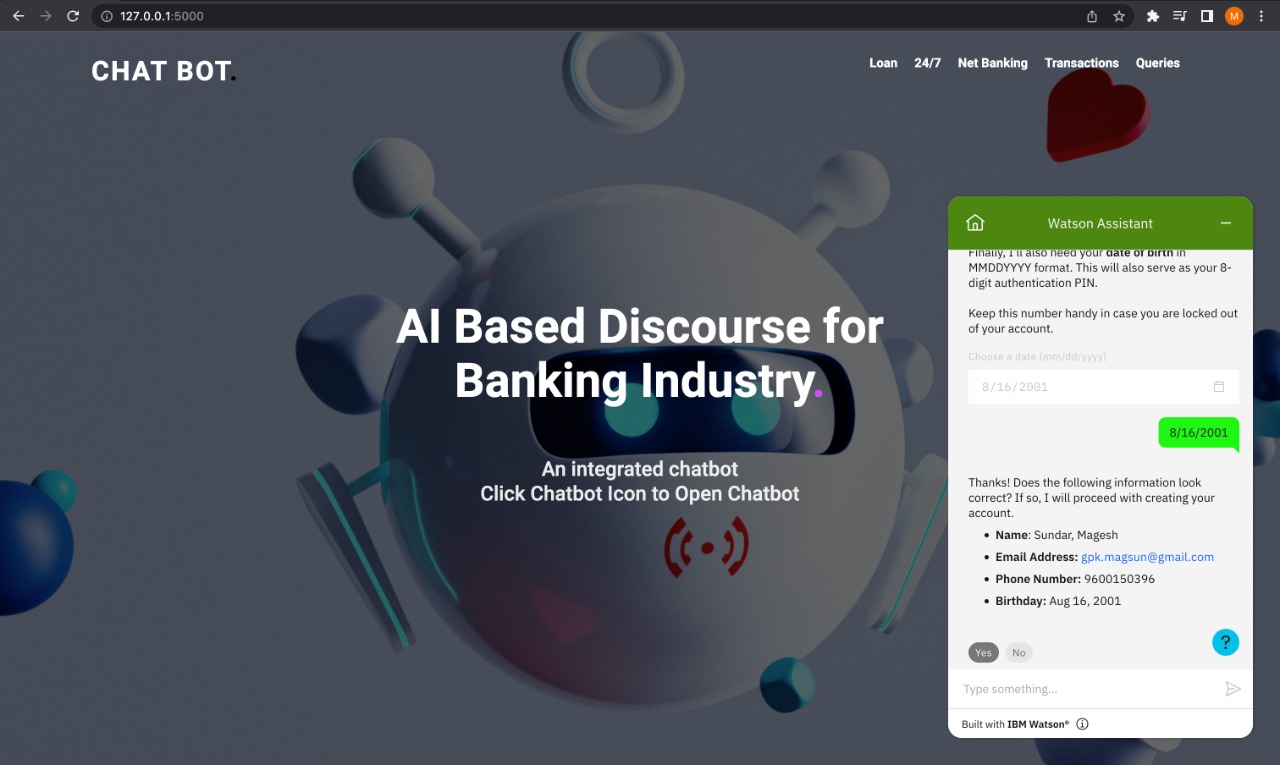 127.0.0.1:5000
M
CHAT BOT.
Loan 24/7 Net Banking Transactions Queries
AI Based Discourse for
Banking Industry.
An integrated chatbot
Click Chatbot Icon to Open Chatbot
Watson Assistant
Finally, I'll also need your date of birth in
MMDDYYYY format. This will also serve as your 8-
digit authentication PIN.
Keep this number handy in case you are locked out
of your account.
Choose a date (mm/dd/yyyy)
8/16/2001
8/16/2001
Thanks! Does the following information look
correct? If so, I will proceed with creating your
account.
• Name: Sundar, Magesh
• Email Address: gpk.magsun@gmail.com
• Phone Number: 9600150396
• Birthday: Aug 16, 2001
?
Yes No
Type something...
Built with IBM Watson®